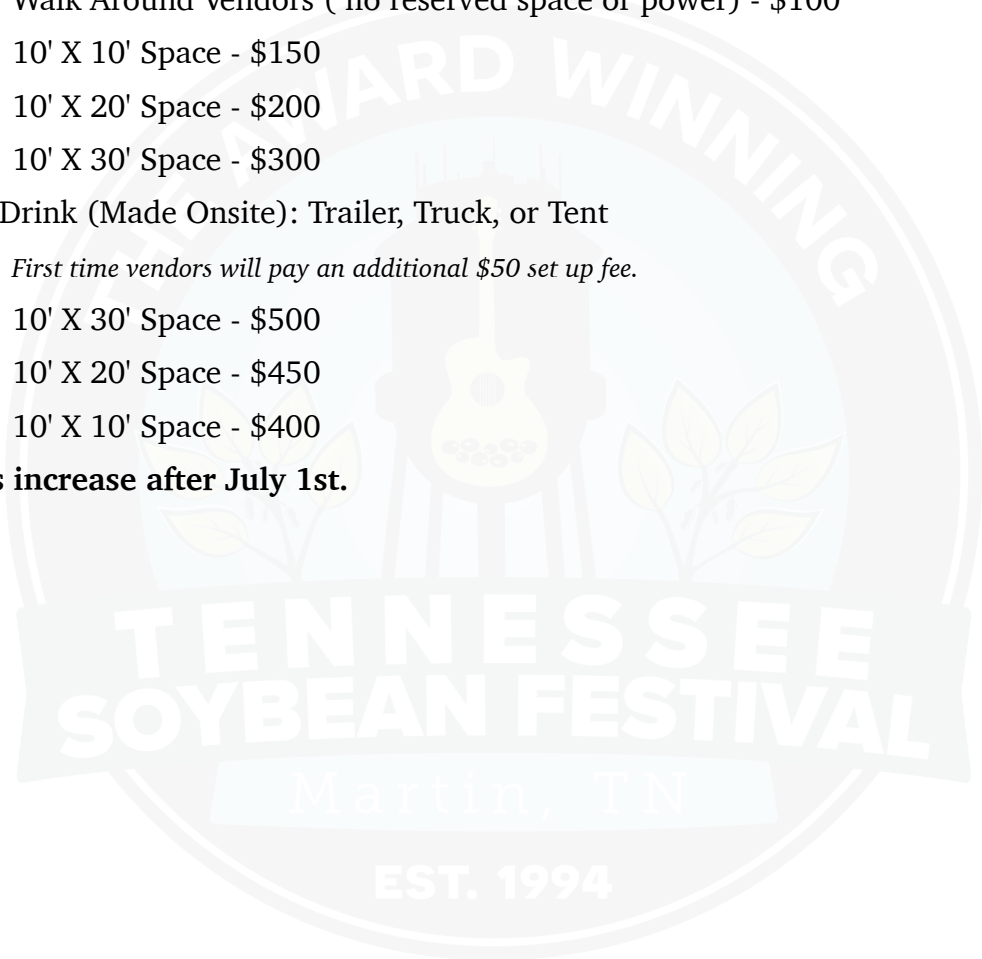 Walk Around Vendors ( no reserved space or power) - $100
10' X 10' Space - $150
10' X 20' Space - $200
10' X 30' Space - $300
Drink (Made Onsite): Trailer, Truck, or Tent
First time vendors will pay an additional $50 set up fee.
10' X 30' Space - $500
10' X 20' Space - $450
10' X 10' Space - $400
increase after July 1st.
THE AWARD WINNING
TENNESSEE
SOYBEAN FESTIVAL
Martin, TN
EST. 1994